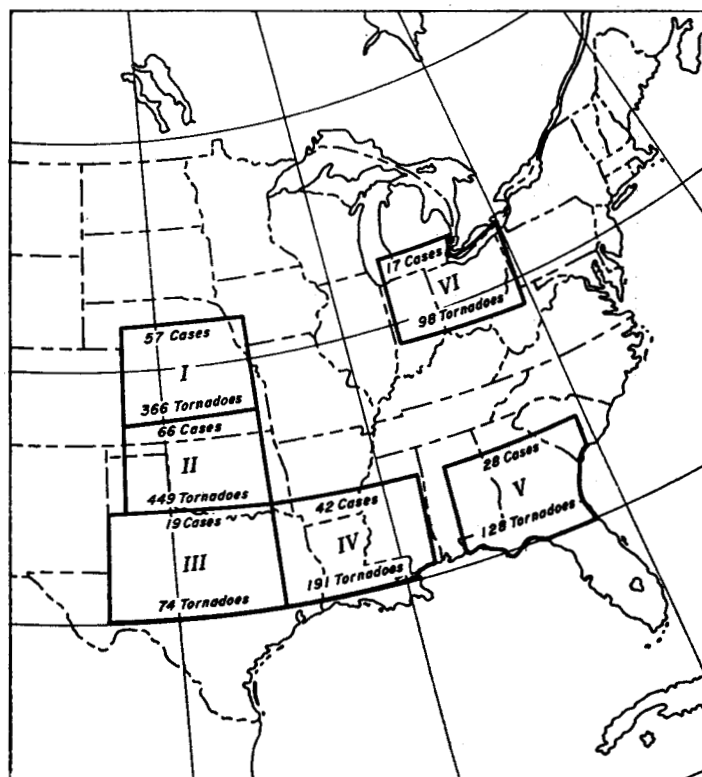 17 Cases
VI
98 Tornadoes
57 Cases
I
366 Tornadoes
66 Cases
II
449 Tornadoes
19 Cases
III
74 Tornadoes
42 Cases
IV
191 Tornadoes
28 Cases
V
128 Tornadoes